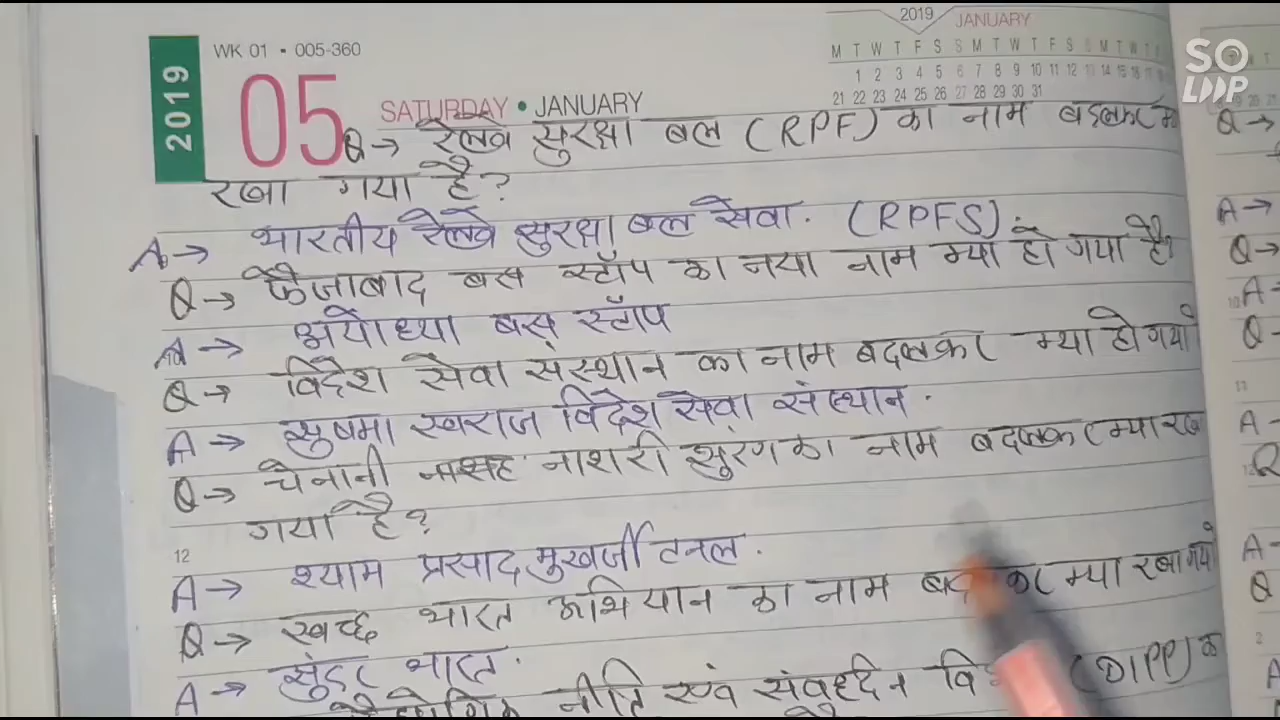 2019 JANUARY
WK 01 • 005-360
M T W T F S S M T W T F S S M T W T
1 2 3 4 5 6 7 8 9 10 11 12 13 14 15 16 17
21 22 23 24 25 26 27 28 29 30 31
SO
LOOP
2019
05
SATURDAY • JANUARY
Q→ रेलवे सुरक्षा बल (RPF) का नाम बदलकर
रखा गया है?
A→ भारतीय रेलवे सुरक्षा बल सेवा. (RPFS).
Q→ फैजाबाद बस स्टॉप का नया नाम क्या हो गया है?
A→ अयोध्या बस स्टॉप
Q→ विदेश सेवा संस्थान का नाम बदलकर क्या हो गया
A→ सुषमा स्वराज विदेश सेवा संस्थान.
Q→ चेनानी नाशरी सुरंग का नाम बदलकर क्या रखा
गया है?
12
A→ श्याम प्रसाद मुखर्जी टनल.
Q→ स्वच्छ भारत अभियान का नाम कर क्या रखा गया
A→ सुंदर भारत.
नीति एवं संवर्द्दन (DIPP) क